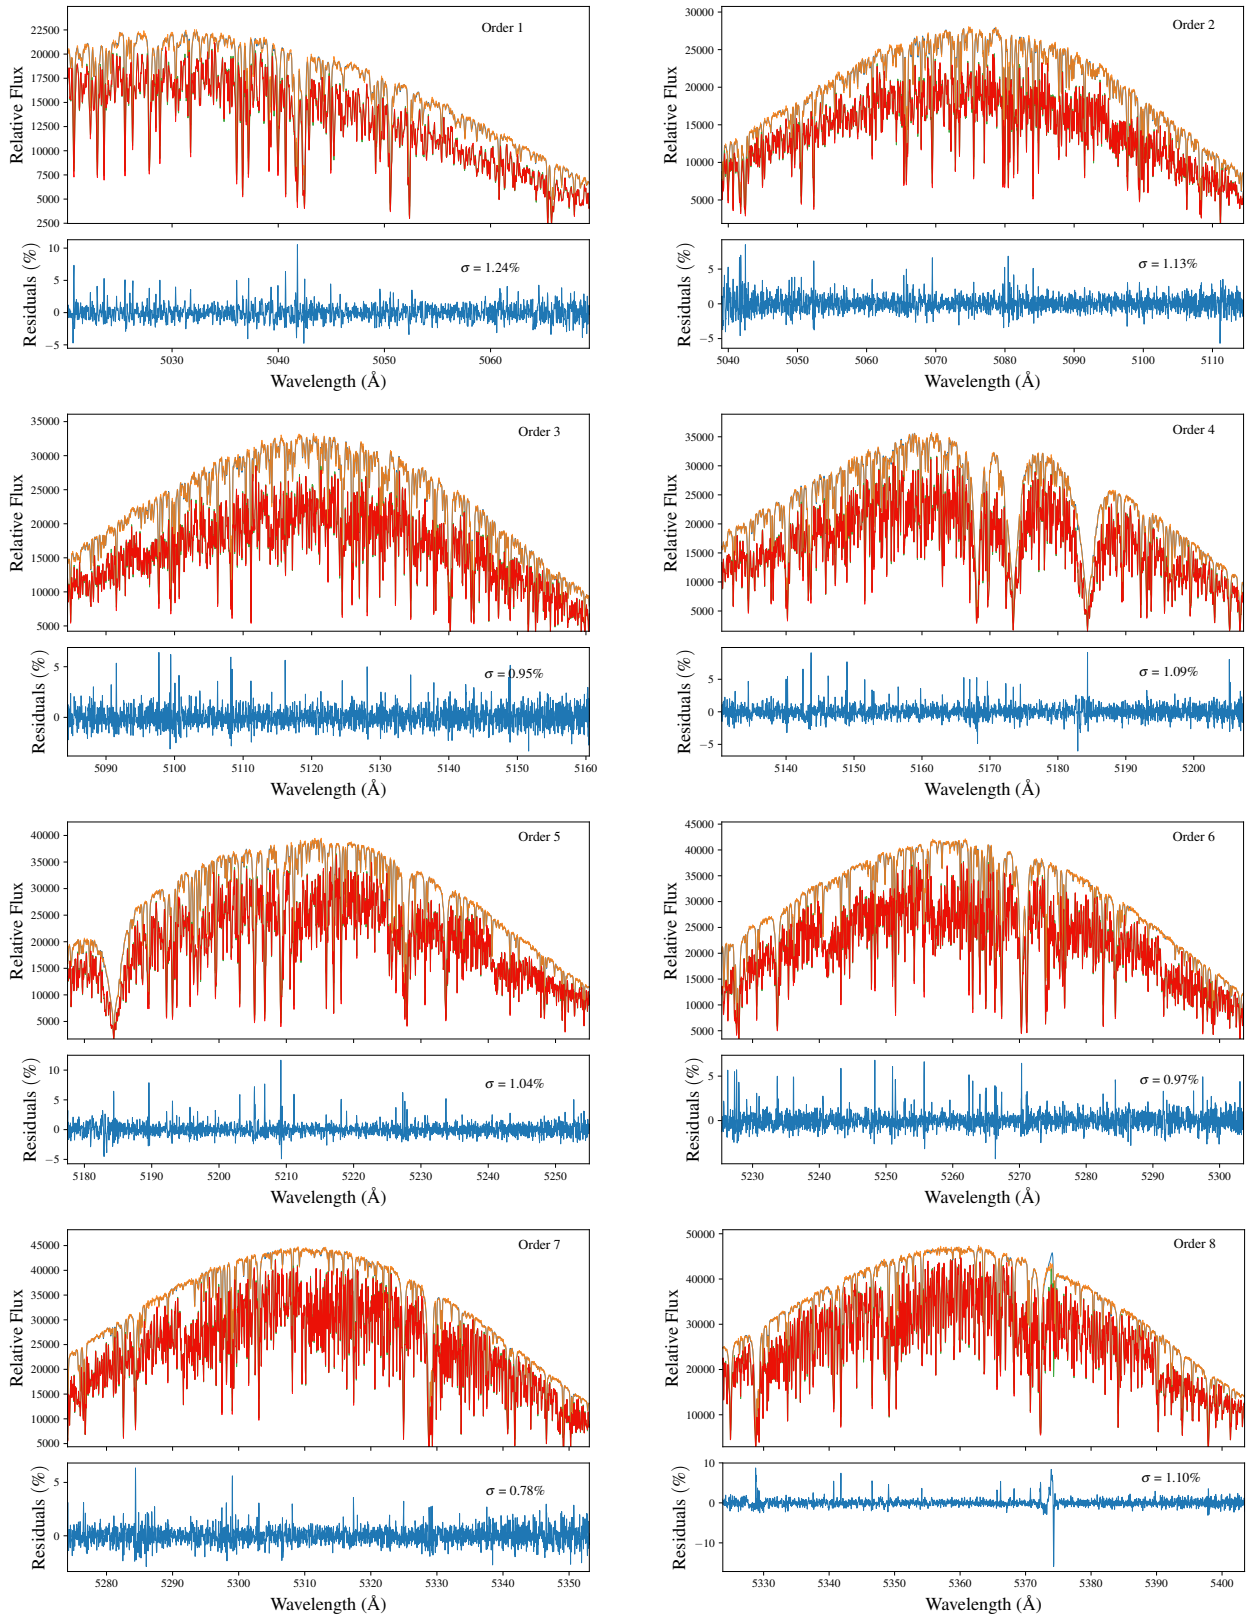 Order 1
Relative Flux
22500
20000
17500
15000
12500
10000
7500
5000
2500
σ = 1.24%
Residuals (%)
10
5
0
−5
5030 5040 5050 5060
Wavelength (Å)
Order 2
Relative Flux
30000
25000
20000
15000
10000
5000
σ = 1.13%
Residuals (%)
5
0
−5
5040 5050 5060 5070 5080 5090 5100 5110
Wavelength (Å)
Order 3
Relative Flux
35000
30000
25000
20000
15000
10000
5000
σ = 0.95%
Residuals (%)
5
0
5090 5100 5110 5120 5130 5140 5150 5160
Wavelength (Å)
Order 4
Relative Flux
35000
30000
25000
20000
15000
10000
5000
σ = 1.09%
Residuals (%)
5
0
−5
5140 5150 5160 5170 5180 5190 5200
Wavelength (Å)
Order 5
Relative Flux
40000
35000
30000
25000
20000
15000
10000
5000
σ = 1.04%
Residuals (%)
10
5
0
−5
5180 5190 5200 5210 5220 5230 5240 5250
Wavelength (Å)
Order 6
Relative Flux
45000
40000
35000
30000
25000
20000
15000
10000
5000
σ = 0.97%
Residuals (%)
5
0
5230 5240 5250 5260 5270 5280 5290 5300
Wavelength (Å)
Order 7
Relative Flux
45000
40000
35000
30000
25000
20000
15000
10000
5000
σ = 0.78%
Residuals (%)
5
0
5280 5290 5300 5310 5320 5330 5340 5350
Wavelength (Å)
Order 8
Relative Flux
50000
40000
30000
20000
10000
σ = 1.10%
Residuals (%)
10
0
−10
5330 5340 5350 5360 5370 5380 5390 5400
Wavelength (Å)